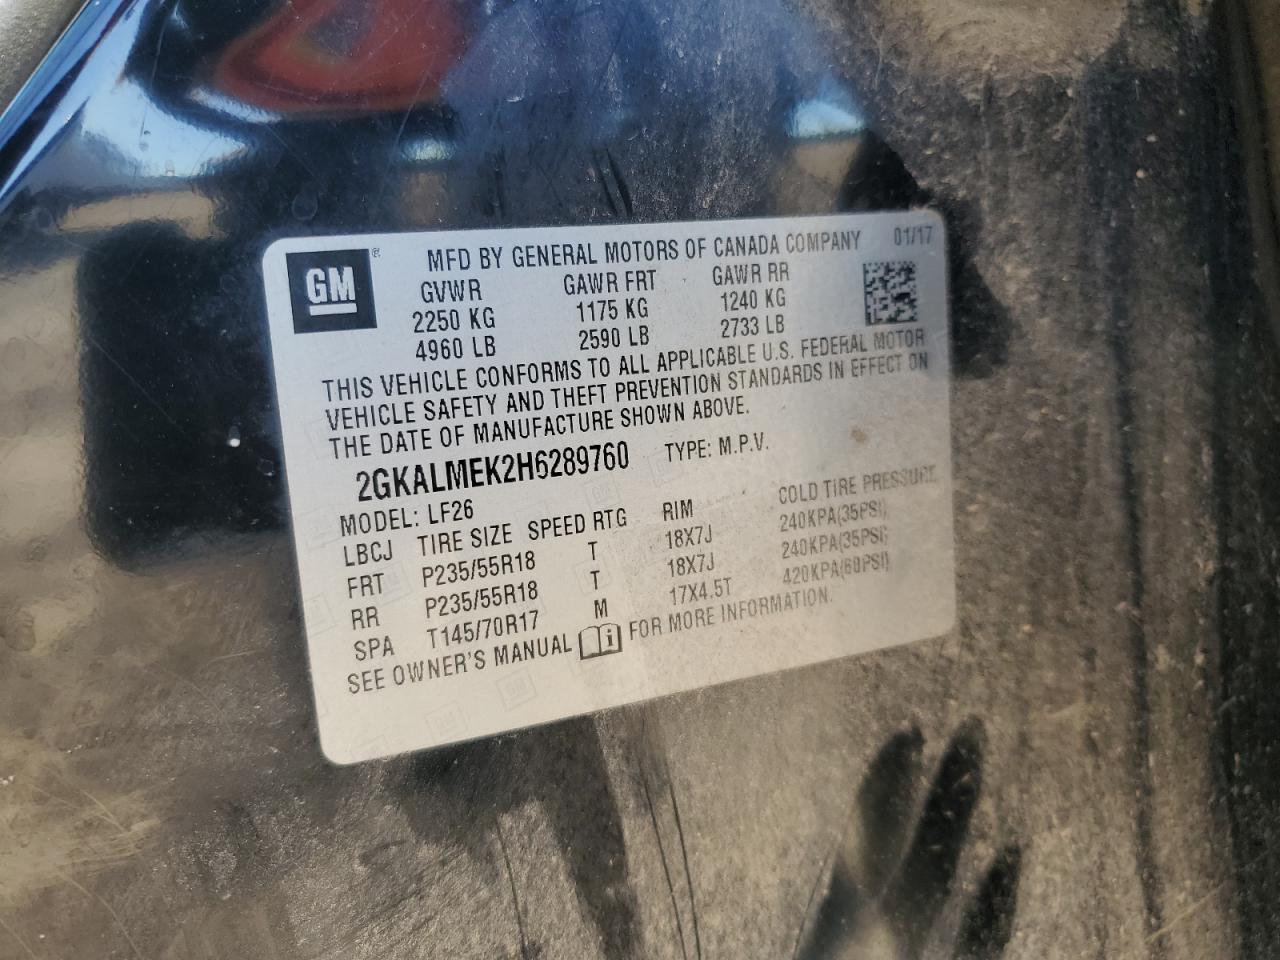 GM ®
MFD BY GENERAL MOTORS OF CANADA COMPANY 01/17
GVWR GAWR FRT GAWR RR
2250 KG 1175 KG 1240 KG
4960 LB 2590 LB 2733 LB
THIS VEHICLE CONFORMS TO ALL APPLICABLE U.S. FEDERAL MOTOR
VEHICLE SAFETY AND THEFT PREVENTION STANDARDS IN EFFECT ON
THE DATE OF MANUFACTURE SHOWN ABOVE.
2GKALMEK2H6289760 TYPE: M.P.V.
MODEL: LF26
LBCJ TIRE SIZE SPEED RTG RIM COLD TIRE PRESSURE
FRT P235/55R18 T 18X7J 240KPA(35PSI)
RR P235/55R18 T 18X7J 240KPA(35PSI)
SPA T145/70R17 M 17X4.5T 420KPA(60PSI)
SEE OWNER'S MANUAL i FOR MORE INFORMATION.